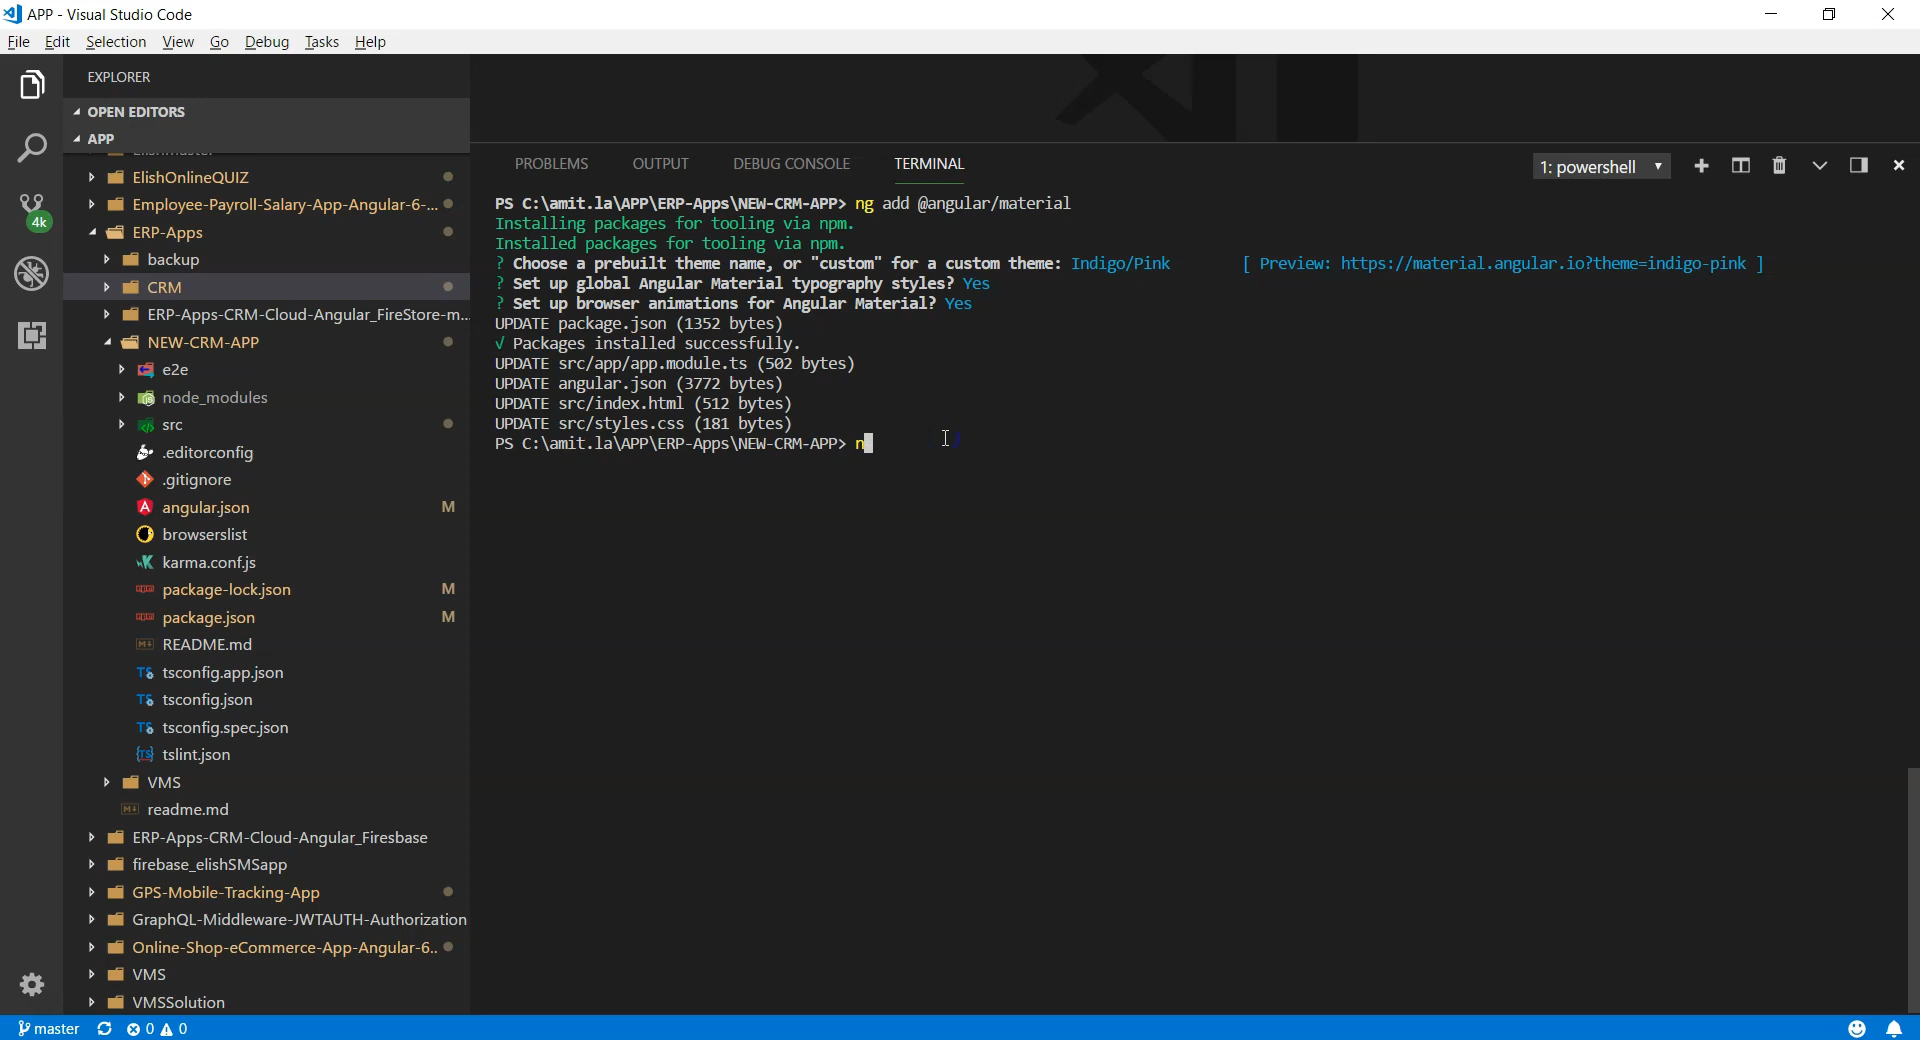 APP - Visual Studio Code
File Edit Selection View Go Debug Tasks Help
EXPLORER
OPEN EDITORS
APP
ElishOnlineQUIZ
Employee-Payroll-Salary-App-Angular-6-...
ERP-Apps
backup
CRM
ERP-Apps-CRM-Cloud-Angular_FireStore-m...
NEW-CRM-APP
e2e
node_modules
src
.editorconfig
.gitignore
angular.json M
browserslist
karma.conf.js
package-lock.json M
package.json M
README.md
tsconfig.app.json
tsconfig.json
tsconfig.spec.json
tslint.json
VMS
readme.md
ERP-Apps-CRM-Cloud-Angular_Firesbase
firebase_elishSMSapp
GPS-Mobile-Tracking-App
GraphQL-Middleware-JWTAUTH-Authorization
Online-Shop-eCommerce-App-Angular-6..
VMS
VMSSolution
4k
PROBLEMS OUTPUT DEBUG CONSOLE TERMINAL 1: powershell
PS C:\amit.la\APP\ERP-Apps\NEW-CRM-APP> ng add @angular/material
Installing packages for tooling via npm.
Installed packages for tooling via npm.
? Choose a prebuilt theme name, or "custom" for a custom theme: Indigo/Pink [ Preview: https://material.angular.io?theme=indigo-pink ]
? Set up global Angular Material typography styles? Yes
? Set up browser animations for Angular Material? Yes
UPDATE package.json (1352 bytes)
√ Packages installed successfully.
UPDATE src/app/app.module.ts (502 bytes)
UPDATE angular.json (3772 bytes)
UPDATE src/index.html (512 bytes)
UPDATE src/styles.css (181 bytes)
PS C:\amit.la\APP\ERP-Apps\NEW-CRM-APP> n
master 0 0